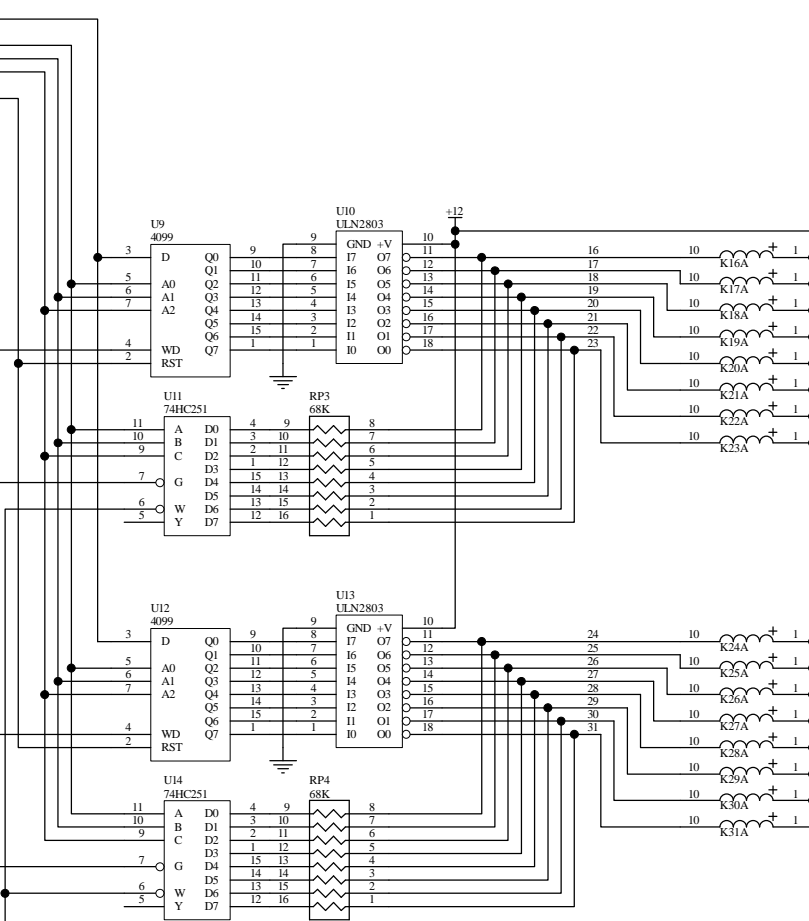 U10 +12
U9 ULN2803
4099
9 GND +V 10
3 D Q0 9 8 I7 O7 11 16 10 + 1
Q1 10 7 I6 O6 12 17 K16A
5 A0 Q2 11 6 I5 O5 13 18 10 + 1
6 A1 Q3 12 5 I4 O4 14 19 K17A
7 A2 Q4 13 4 I3 O3 15 20 10 + 1
K18A
Q5 14 3 I2 O2 16 21
Q6 15 2 I1 O1 17 22 10 + 1
K19A
4 WD Q7 1 1 I0 O0 18 23
2 RST 10 + 1
K20A
10 + 1
K21A
U11 RP3
74HC251 68K
10 + 1
K22A
11 A D0 4 9 8
10 B D1 3 10 7 10 + 1
9 C D2 2 11 6 K23A
D3 1 12 5
7 G D4 15 13 4
D5 14 14 3
6 W D6 13 15 2
5 Y D7 12 16 1
U12 U13
4099 ULN2803
9 GND +V 10
3 D Q0 9 8 I7 O7 11 24 10 + 1
Q1 10 7 I6 O6 12 25 K24A
5 A0 Q2 11 6 I5 O5 13 26 10 + 1
6 A1 Q3 12 5 I4 O4 14 27 K25A
7 A2 Q4 13 4 I3 O3 15 28 10 + 1
K26A
Q5 14 3 I2 O2 16 29
Q6 15 2 I1 O1 17 30 10 + 1
K27A
4 WD Q7 1 1 I0 O0 18 31
2 RST 10 + 1
K28A
10 + 1
K29A
U14 RP4
74HC251 68K
10 + 1
K30A
11 A D0 4 9 8
10 B D1 3 10 7 10 + 1
9 C D2 2 11 6 K31A
D3 1 12 5
7 G D4 15 13 4
D5 14 14 3
6 W D6 13 15 2
5 Y D7 12 16 1